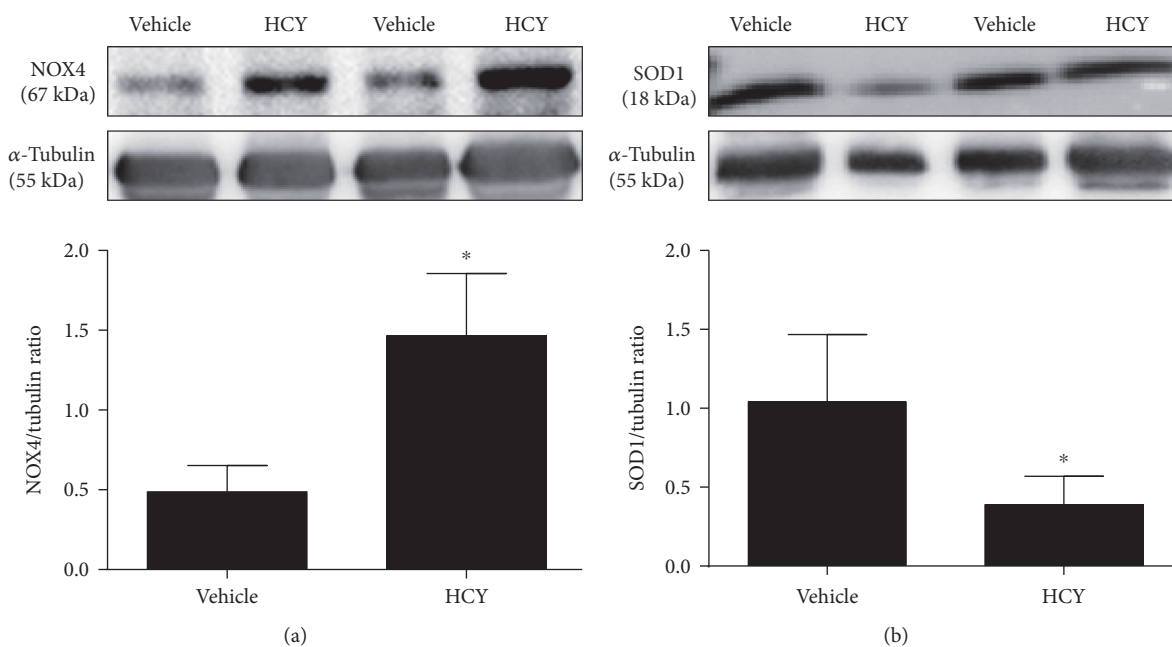 Vehicle HCY Vehicle HCY
NOX4
(67 kDa)
α-Tubulin
(55 kDa)
2.0
1.5
1.0
0.5
0.0
NOX4/tubulin ratio
*
Vehicle HCY
(a)
Vehicle HCY Vehicle HCY
SOD1
(18 kDa)
α-Tubulin
(55 kDa)
2.0
1.5
1.0
0.5
0.0
SOD1/tubulin ratio
*
Vehicle HCY
(b)